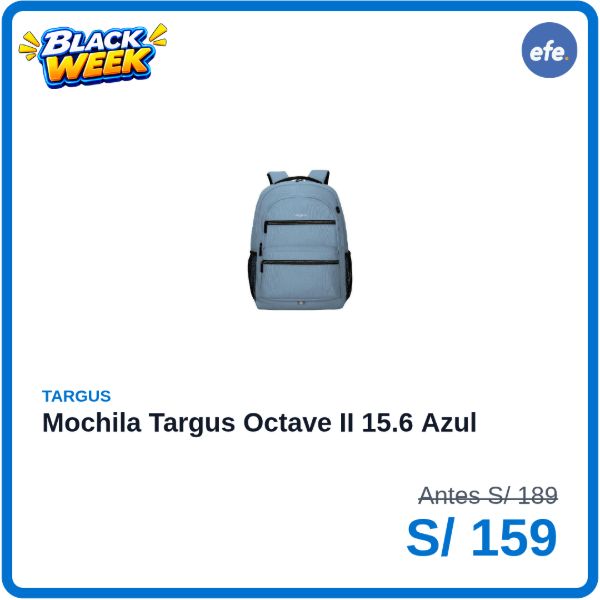 BLACK
WEEK
efe.
TARGUS
Mochila Targus Octave II 15.6 Azul
Antes S/ 189
S/ 159